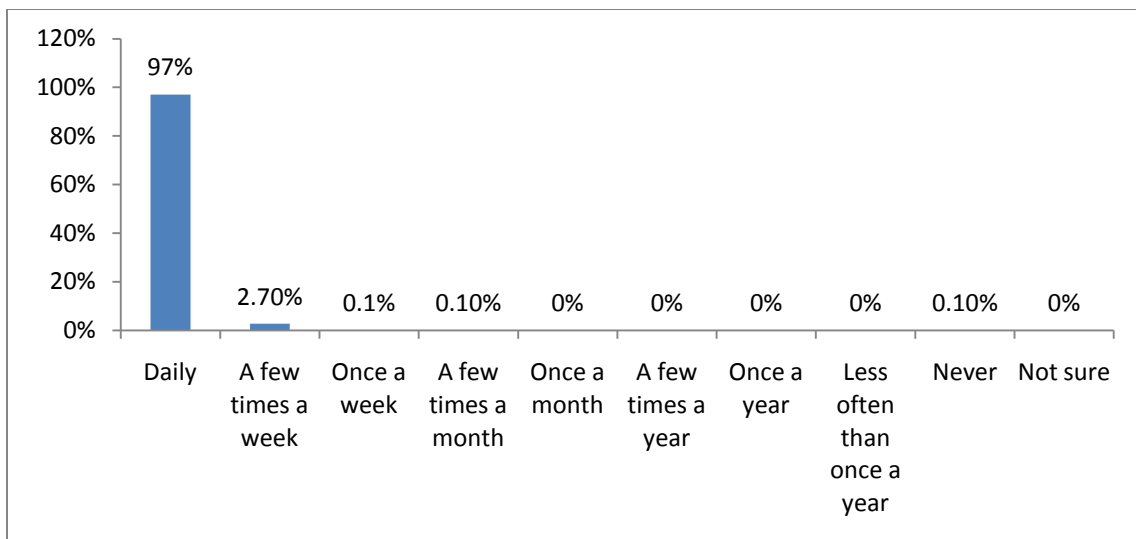 120%
100%
80%
60%
40%
20%
0%
97%
2.70%
0.1%
0.10%
0%
0%
0%
0%
0.10%
0%
Daily
A few
times a
week
Once a
week
A few
times a
month
Once a
month
A few
times a
year
Once a
year
Less
often
than
once a
year
Never
Not sure